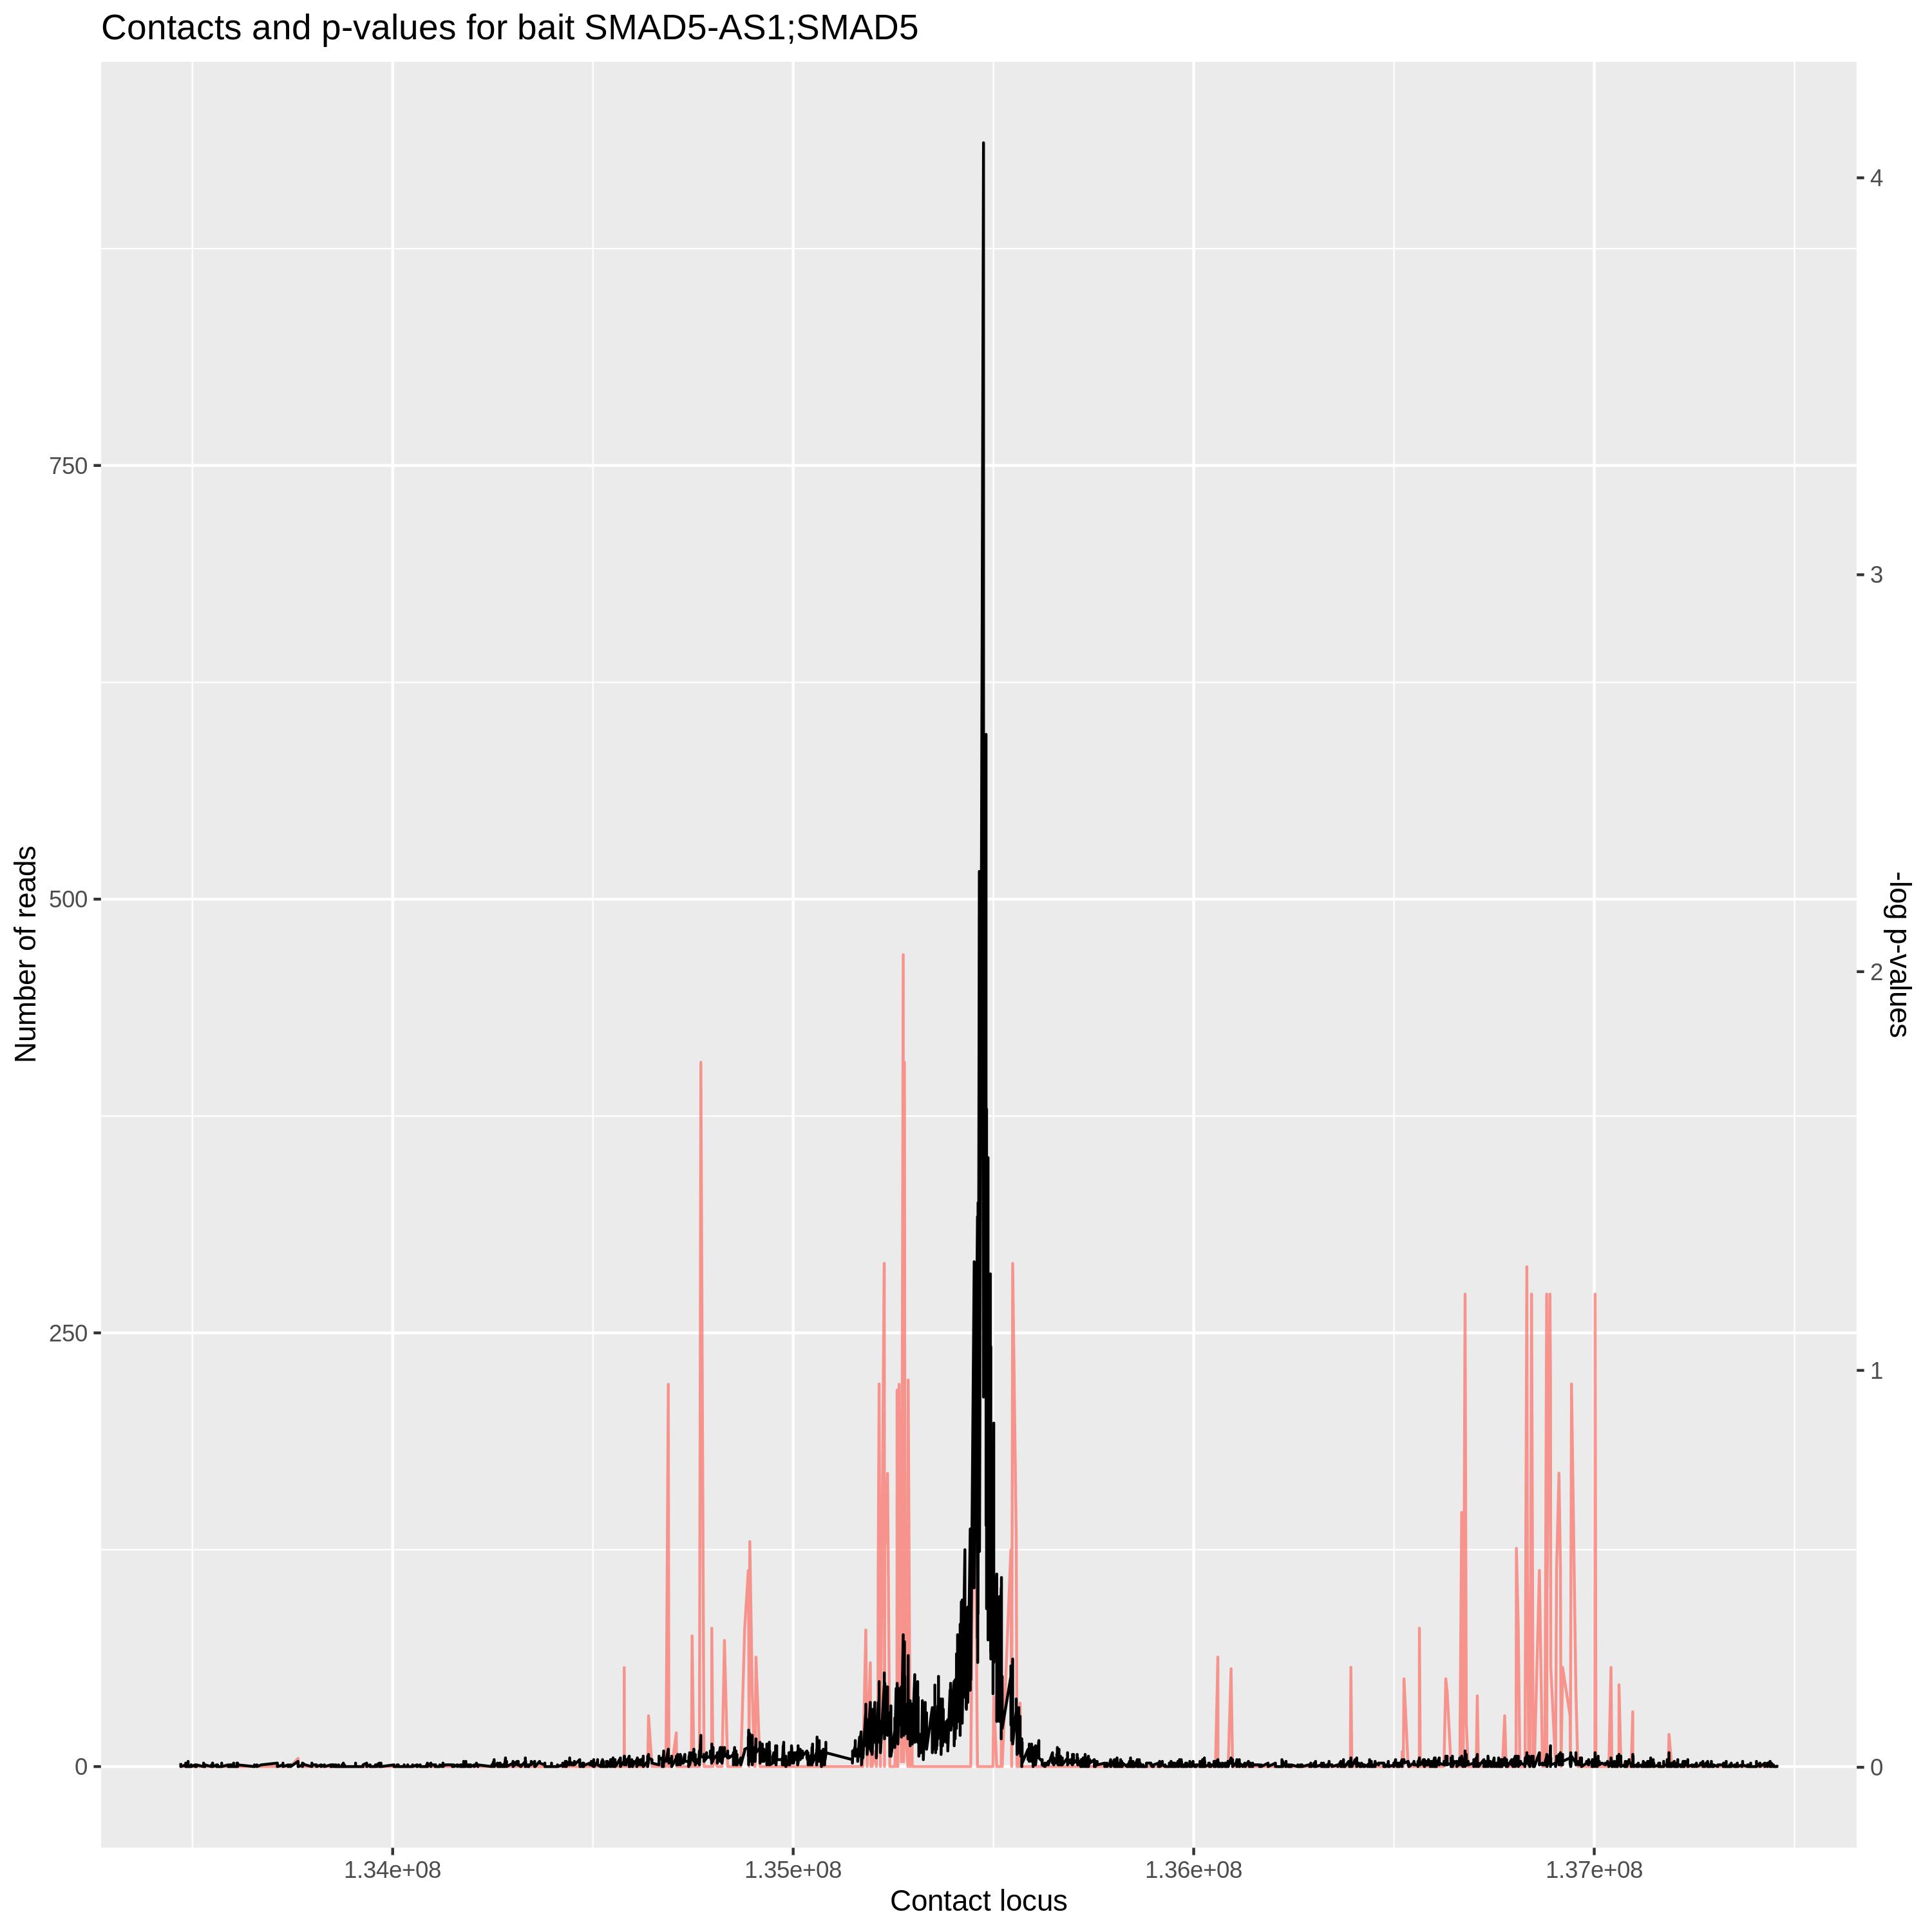 Contacts and p-values for bait SMAD5-AS1;SMAD5
Number of reads
750
500
250
0
4
3
2
1
0
-log p-values
1.34e+08
1.35e+08
1.36e+08
1.37e+08
Contact locus